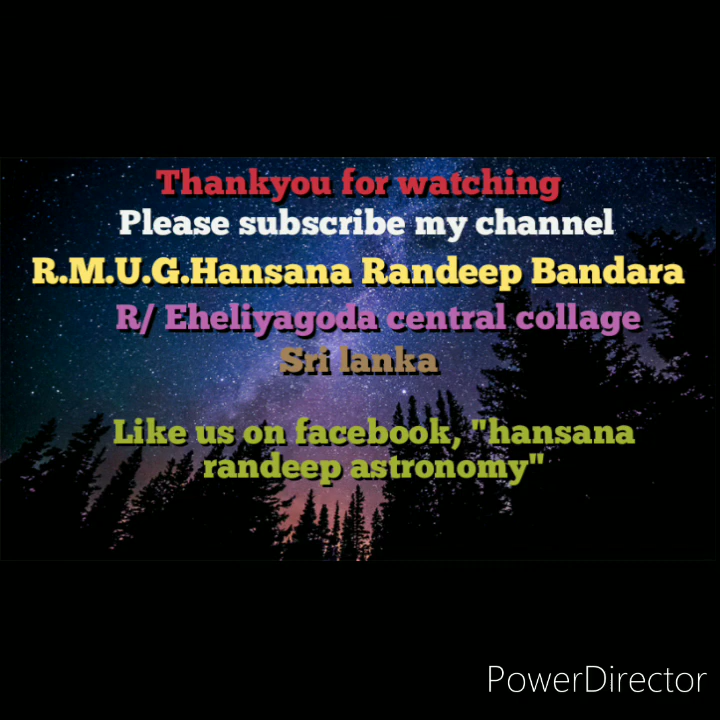 Thankyou for watching
Please subscribe my channel
R.M.U.G.Hansana Randeep Bandara
R/ Eheliyagoda central collage
Sri lanka
Like us on facebook, "hansana
randeep astronomy"
PowerDirector